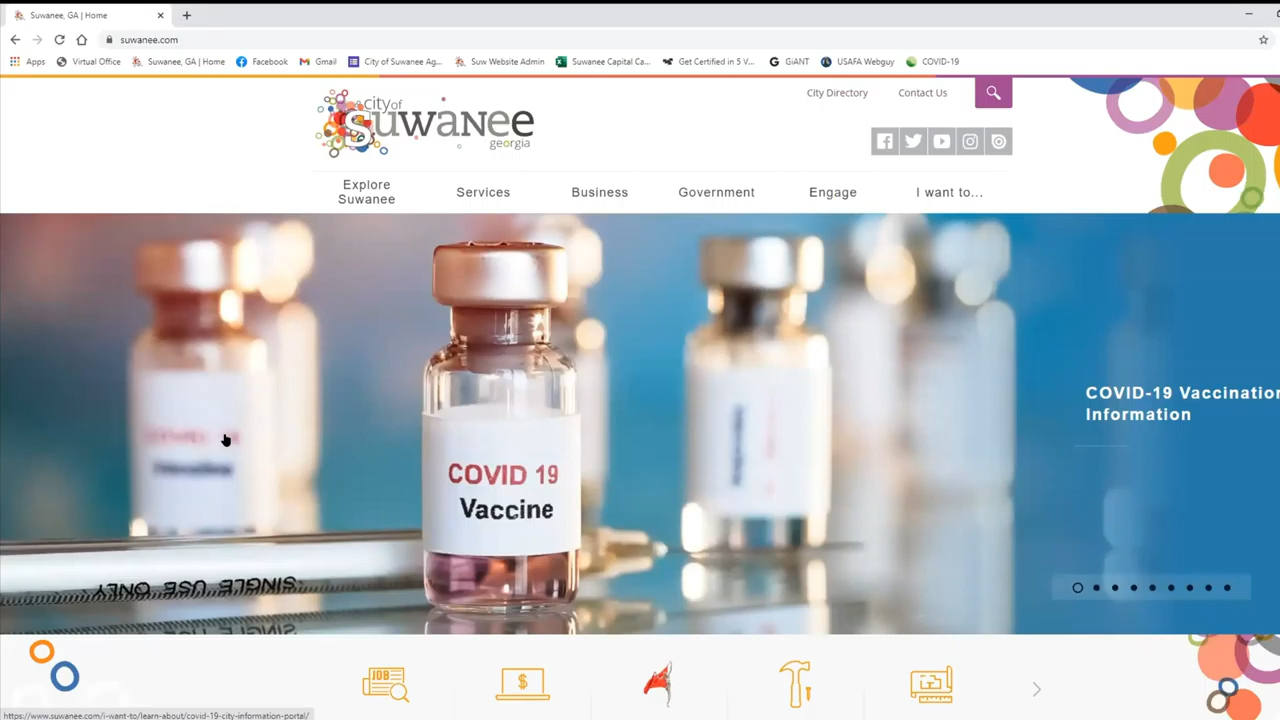 Suwanee, GA | Home
suwanee.com
Apps Virtual Office Suwanee, GA | Home Facebook Gmail City of Suwanee Ag... Suw Website Admin Suwanee Capital Ca... Get Certified in 5 V... GiANT USAFA Webguy COVID-19
city of
suwanee
georgia
City Directory Contact Us
Explore
Suwanee
Services Business Government Engage I want to...
COVID 19
Vaccine
SINGLE USE ONLY
COVID-19 Vaccination
Information
JOB
$
https://www.suwanee.com/i-want-to/learn-about/covid-19-city-information-portal/